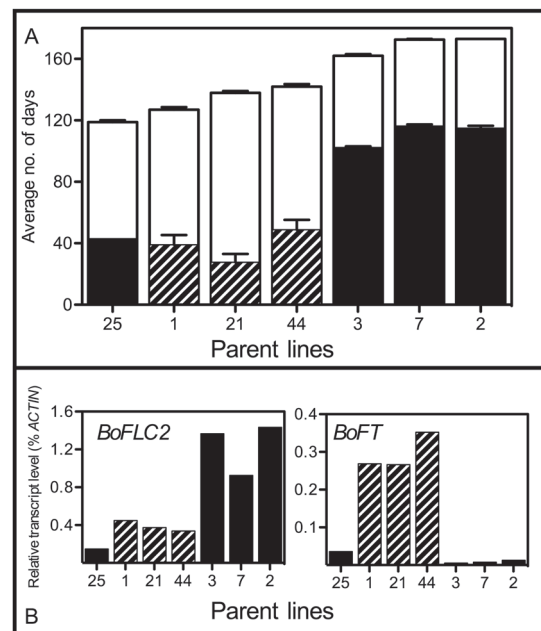 A
Average no. of days
160
120
80
40
0
25 1 21 44 3 7 2
Parent lines
Relative transcript level (% ACTIN)
BoFLC2
1.6
1.2
0.8
0.4
25 1 21 44 3 7 2
BoFT
0.4
0.3
0.2
0.1
25 1 21 44 3 7 2
B
Parent lines